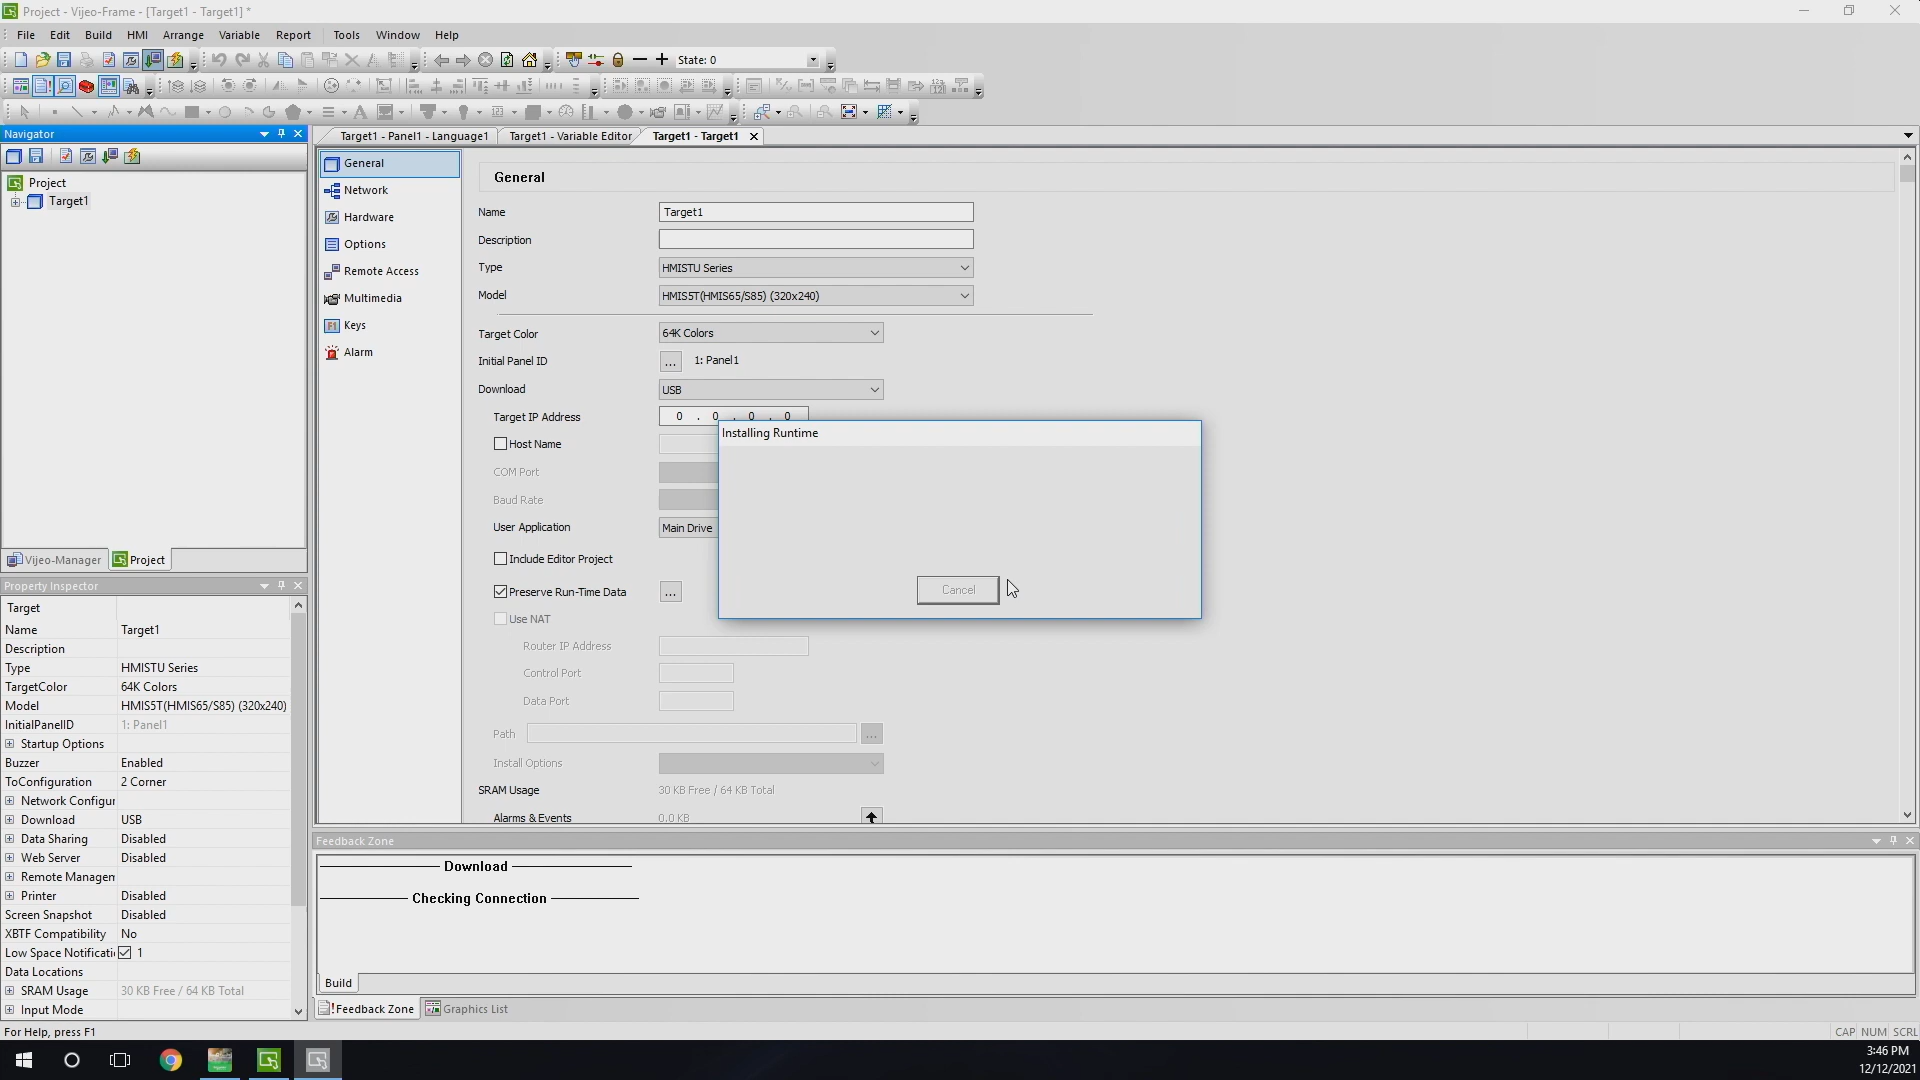 Project - Vijeo-Frame - [Target1 - Target1] *
File Edit Build HMI Arrange Variable Report Tools Window Help
State: 0
Navigator
Target1 - Panel1 - Language1
Target1 - Variable Editor
Target1 - Target1
Project
Target1
Vijeo-Manager
Project
General
Network
Hardware
Options
Remote Access
Multimedia
Keys
Alarm
General
Name Target1
Description
Type HMISTU Series
Model HMIS5T(HMIS65/S85) (320x240)
Target Color 64K Colors
Initial Panel ID ... 1: Panel1
Download USB
Target IP Address 0 . 0 . 0 . 0
Host Name
COM Port
Baud Rate
User Application Main Drive
Include Editor Project
Preserve Run-Time Data ...
Use NAT
Router IP Address
Control Port
Data Port
Path ...
Install Options
SRAM Usage 30 KB Free / 64 KB Total
Alarms & Events 0.0 KB
Installing Runtime
Cancel
Property Inspector
Target
Name Target1
Description
Type HMISTU Series
TargetColor 64K Colors
Model HMIS5T(HMIS65/S85) (320x240)
InitialPanelID 1: Panel1
Startup Options
Buzzer Enabled
ToConfiguration 2 Corner
Network Configur
Download USB
Data Sharing Disabled
Web Server Disabled
Remote Managem
Printer Disabled
Screen Snapshot Disabled
XBTF Compatibility No
Low Space Notificati 1
Data Locations
SRAM Usage 30 KB Free / 64 KB Total
Input Mode
Feedback Zone
Download
Checking Connection
Build
Feedback Zone
Graphics List
For Help, press F1
CAP NUM SCRL
3:46 PM
12/12/2021